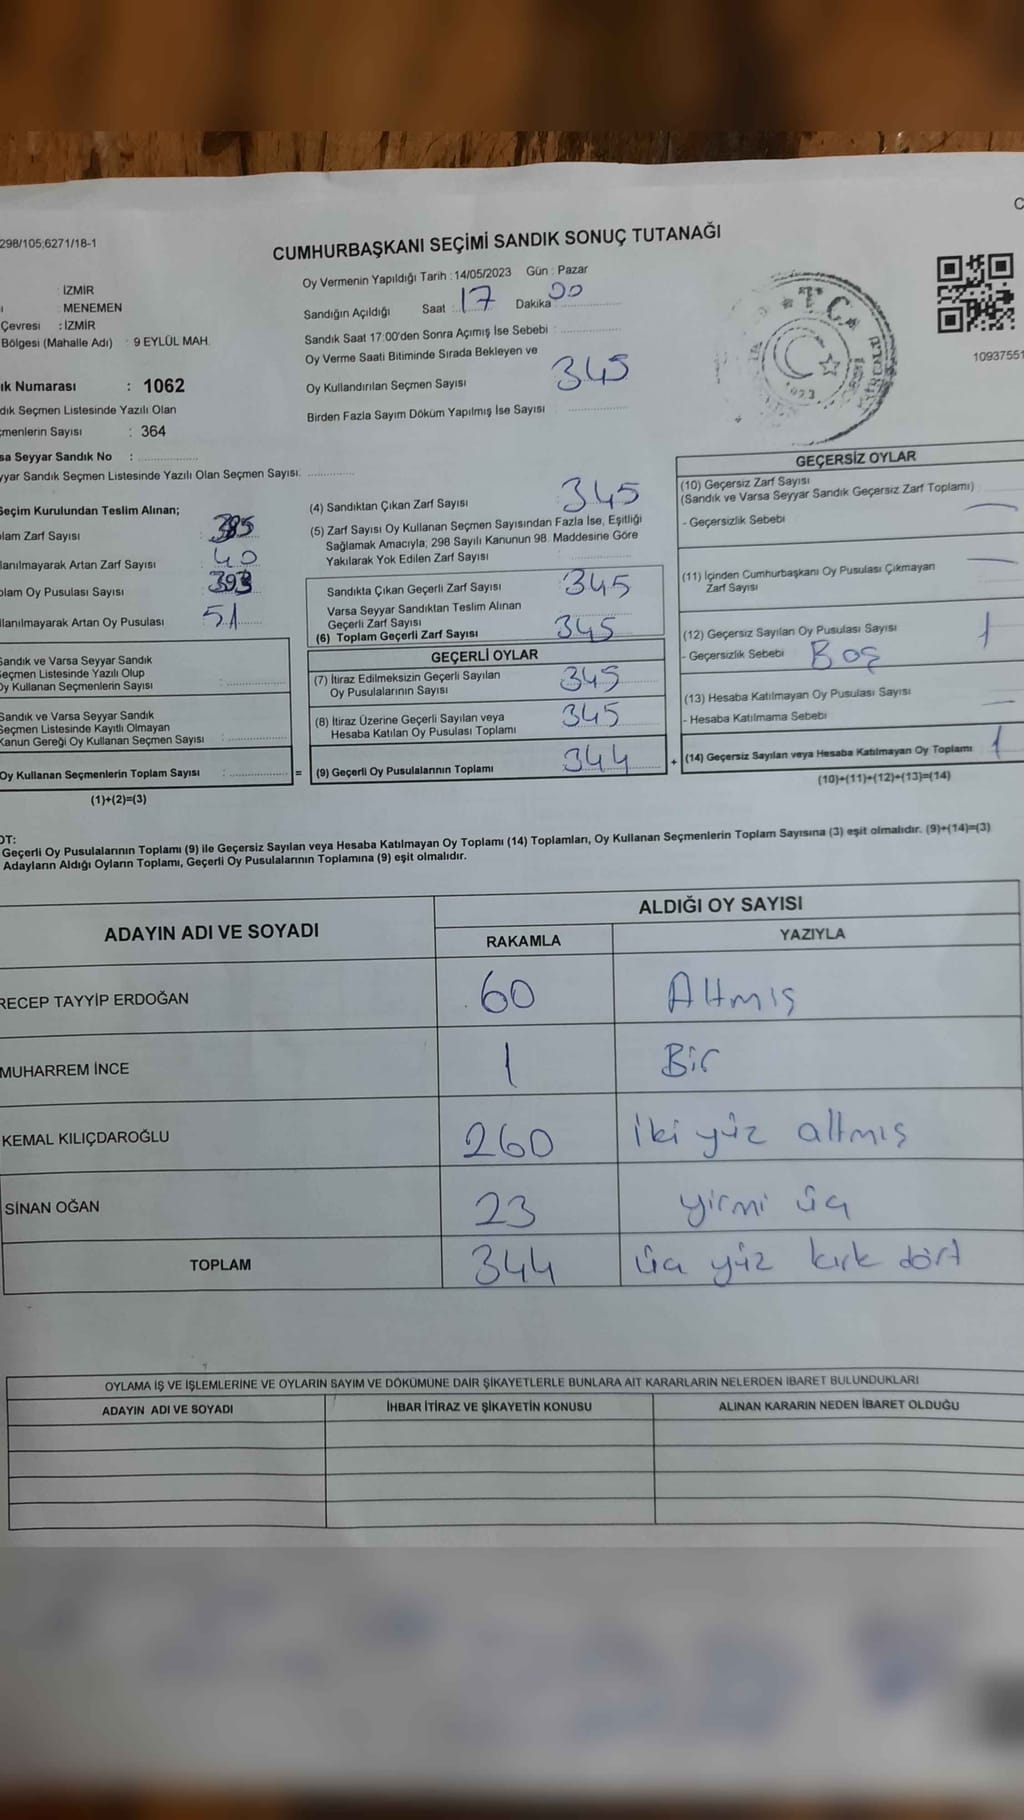 298/105;6271/18-1
CUMHURBAŞKANI SEÇİMİ SANDIK SONUÇ TUTANAĞI
: İZMİR
: MENEMEN
Çevresi : İZMİR
Bölgesi (Mahalle Adı) : 9 EYLÜL MAH.
ık Numarası : 1062
dık Seçmen Listesinde Yazılı Olan
çmenlerin Sayısı : 364
sa Seyyar Sandık No :
yyar Sandık Seçmen Listesinde Yazılı Olan Seçmen Sayısı:
Oy Vermenin Yapıldığı Tarih : 14/05/2023 Gün : Pazar
Sandığın Açıldığı Saat : 17 Dakika : 00
Sandık Saat 17:00'den Sonra Açımış İse Sebebi :
Oy Verme Saati Bitiminde Sırada Bekleyen ve
Oy Kullandırılan Seçmen Sayısı 345
Birden Fazla Sayım Döküm Yapılmış İse Sayısı
T.C.
1923
10937551
Seçim Kurulundan Teslim Alınan;
plam Zarf Sayısı : 385
llanılmayarak Artan Zarf Sayısı : 40
plam Oy Pusulası Sayısı : 393
llanılmayarak Artan Oy Pusulası : 51
Sandık ve Varsa Seyyar Sandık
Seçmen Listesinde Yazılı Olup
Oy Kullanan Seçmenlerin Sayısı :
Sandık ve Varsa Seyyar Sandık
Seçmen Listesinde Kayıtlı Olmayan
Kanun Gereği Oy Kullanan Seçmen Sayısı :
Oy Kullanan Seçmenlerin Toplam Sayısı : =
(1)+(2)=(3)
(4) Sandıktan Çıkan Zarf Sayısı 345
(5) Zarf Sayısı Oy Kullanan Seçmen Sayısından Fazla İse, Eşitliği
Sağlamak Amacıyla, 298 Sayılı Kanunun 98. Maddesine Göre
Yakılarak Yok Edilen Zarf Sayısı
Sandıkta Çıkan Geçerli Zarf Sayısı 345
Varsa Seyyar Sandıktan Teslim Alınan
Geçerli Zarf Sayısı
(6) Toplam Geçerli Zarf Sayısı 345
GEÇERLİ OYLAR
(7) İtiraz Edilmeksizin Geçerli Sayılan
Oy Pusulalarının Sayısı 345
(8) İtiraz Üzerine Geçerli Sayılan veya
Hesaba Katılan Oy Pusulası Toplamı 345
(9) Geçerli Oy Pusulalarının Toplamı 344 +
GEÇERSİZ OYLAR
(10) Geçersiz Zarf Sayısı
(Sandık ve Varsa Seyyar Sandık Geçersiz Zarf Toplamı) —
- Geçersizlik Sebebi
(11) İçinden Cumhurbaşkanı Oy Pusulası Çıkmayan —
Zarf Sayısı
(12) Geçersiz Sayılan Oy Pusulası Sayısı 1
- Geçersizlik Sebebi Boş
(13) Hesaba Katılmayan Oy Pusulası Sayısı —
- Hesaba Katılmama Sebebi
(14) Geçersiz Sayılan veya Hesaba Katılmayan Oy Toplamı 1
(10)+(11)+(12)+(13)=(14)
OT:
Geçerli Oy Pusulalarının Toplamı (9) ile Geçersiz Sayılan veya Hesaba Katılmayan Oy Toplamı (14) Toplamları, Oy Kullanan Seçmenlerin Toplam Sayısına (3) eşit olmalıdır. (9)+(14)=(3)
Adayların Aldığı Oyların Toplamı, Geçerli Oy Pusulalarının Toplamına (9) eşit olmalıdır.
ADAYIN ADI VE SOYADI ALDIĞI OY SAYISI
RAKAMLA YAZIYLA
RECEP TAYYİP ERDOĞAN 60 Altmış
MUHARREM İNCE 1 Bir
KEMAL KILIÇDAROĞLU 260 iki yüz altmış
SİNAN OĞAN 23 yirmi üç
TOPLAM 344 üç yüz kırk dört
OYLAMA İŞ VE İŞLEMLERİNE VE OYLARIN SAYIM VE DÖKÜMÜNE DAİR ŞİKAYETLERLE BUNLARA AİT KARARLARIN NELERDEN İBARET BULUNDUKLARI
ADAYIN ADI VE SOYADI İHBAR İTİRAZ VE ŞİKAYETİN KONUSU ALINAN KARARIN NEDEN İBARET OLDUĞU